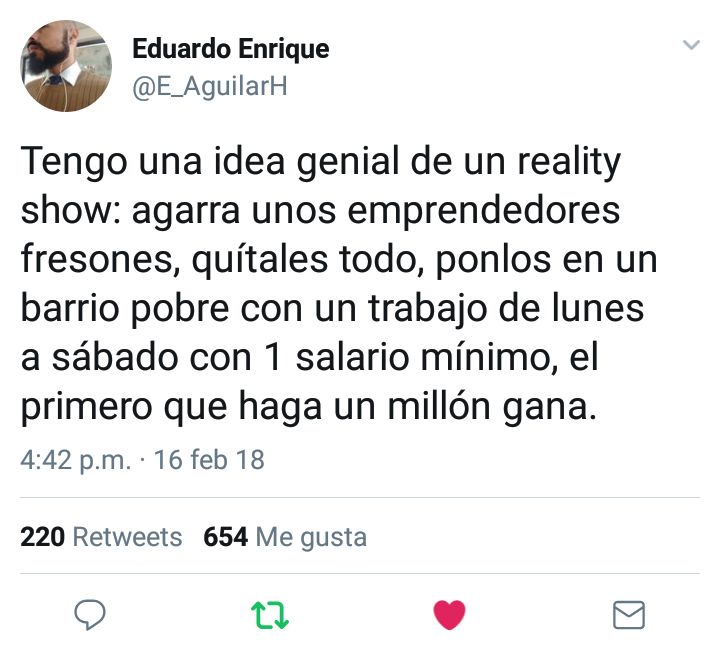 Eduardo Enrique
@E_AguilarH
Tengo una idea genial de un reality
show: agarra unos emprendedores
fresones, quítales todo, ponlos en un
barrio pobre con un trabajo de lunes
a sábado con 1 salario mínimo, el
primero que haga un millón gana.
4:42 p.m. · 16 feb 18
220 Retweets 654 Me gusta